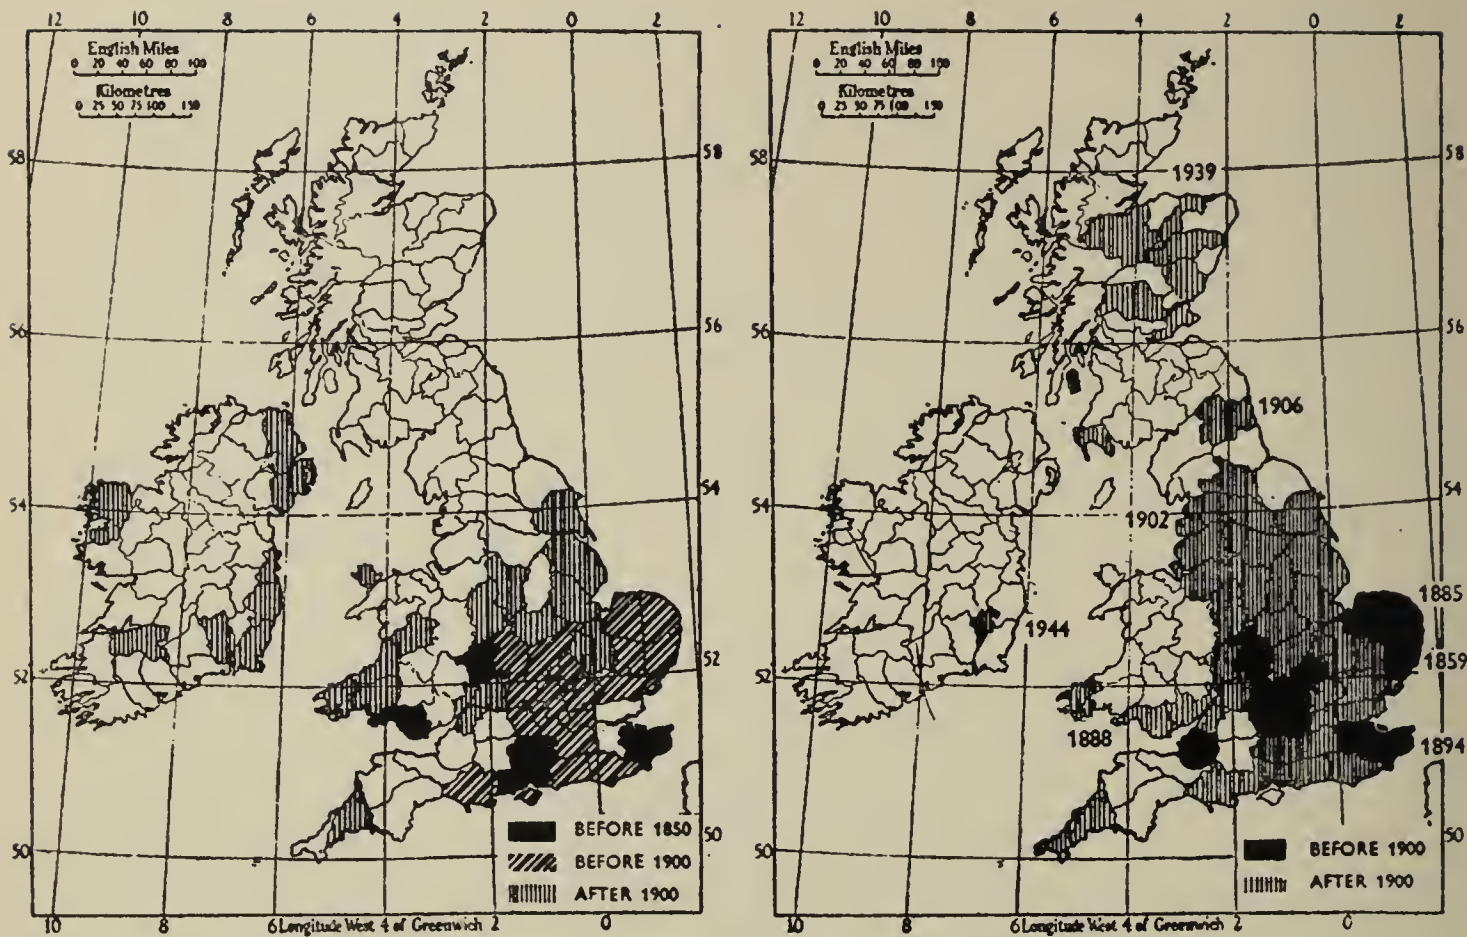 12 10 8 6 4 2 0 2
English Miles
0 20 40 60 80 100
Kilometres
0 25 50 75 100 150
58 58
56 56
54 54
52 52
50 50
BEFORE 1850
BEFORE 1900
AFTER 1900
10 8 6 Longitude West 4 of Greenwich 2 0
12 10 8 6 4 2 0 2
English Miles
0 20 40 60 80 100
Kilometres
0 25 50 75 100 150
58 58
1939
56 56
1906
54 54
1902
1885
1944
1859
52
1888
1894
50 50
BEFORE 1900
AFTER 1900
10 8 6 Longitude West 4 of Greenwich 2 0